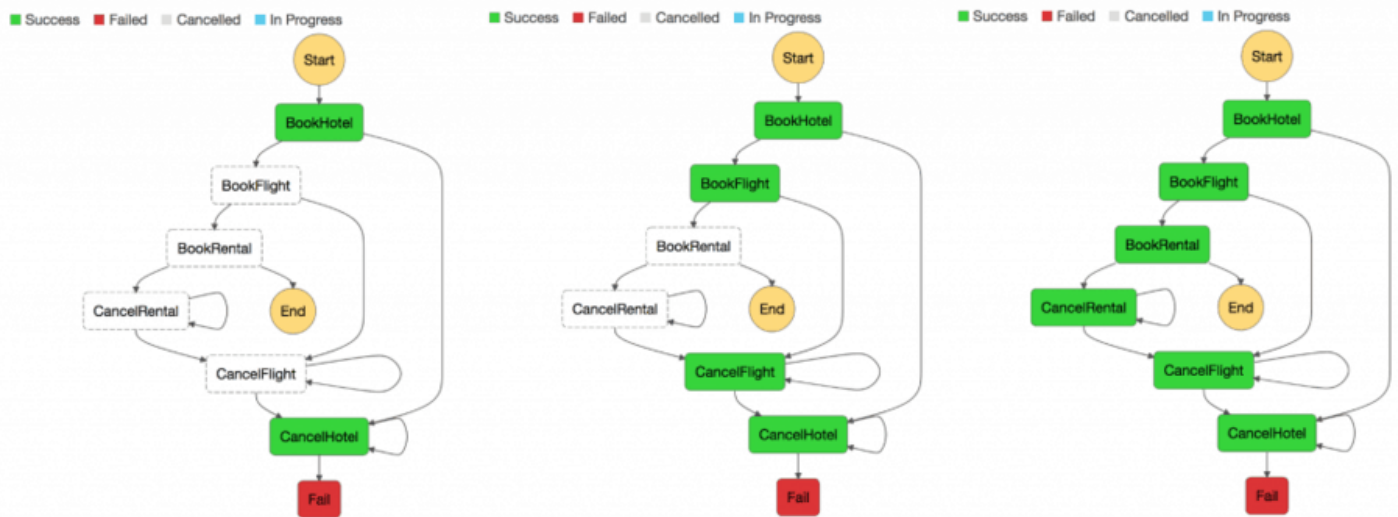 Success Failed Cancelled In Progress
Start
BookHotel
BookFlight
BookRental
CancelRental
End
CancelFlight
CancelHotel
Fail
Success Failed Cancelled In Progress
Start
BookHotel
BookFlight
BookRental
CancelRental
End
CancelFlight
CancelHotel
Fail
Success Failed Cancelled In Progress
Start
BookHotel
BookFlight
BookRental
CancelRental
End
CancelFlight
CancelHotel
Fail